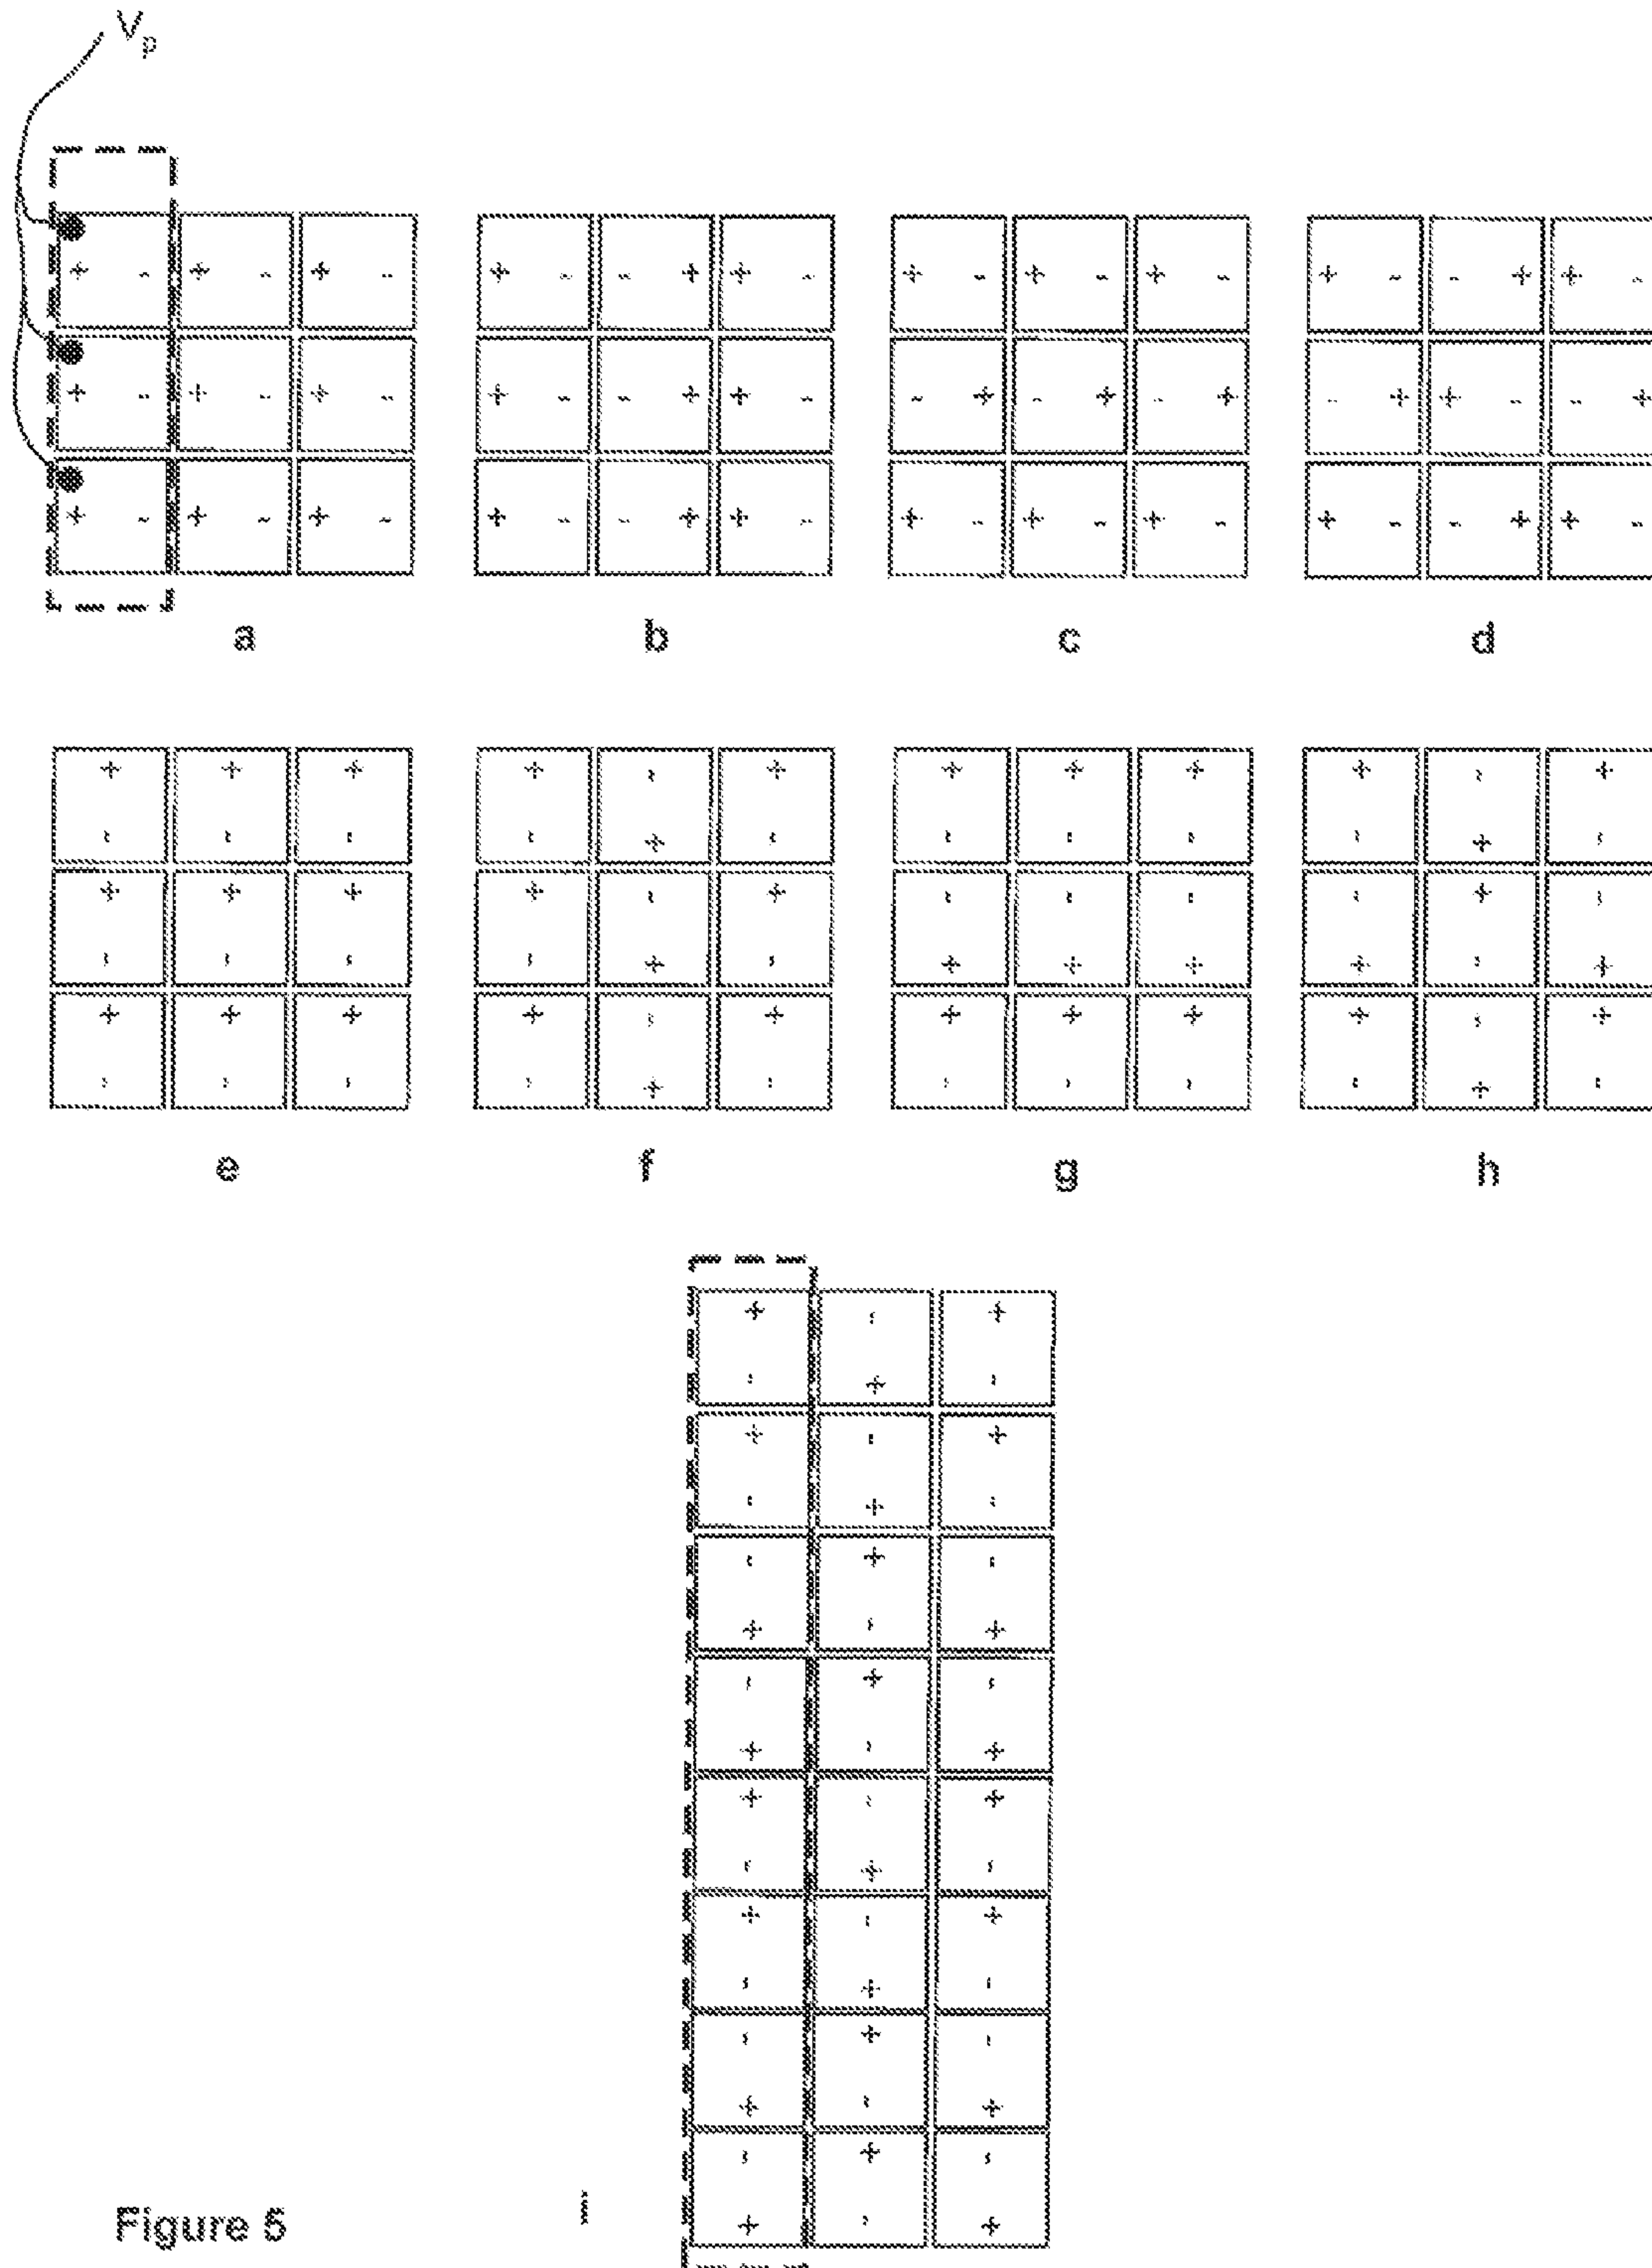 Vp
+ - + - + -
+ - + - + -
+ - + - + -
a
+ - - + + -
+ - - + + -
+ - - + + -
b
+ - + - + -
- + - + - +
+ - + - + -
c
+ - - + + -
- + + - - +
+ - - + + -
d
+ + +
- - -
+ + +
- - -
+ + +
- - -
e
+ - +
- + -
+ - +
- + -
+ - +
- + -
f
+ + +
- - -
- - -
+ + +
+ + +
- - -
g
+ - +
- + -
- + -
+ - +
+ - +
- + -
h
+ - +
- + -
+ - +
- + -
- + -
+ - +
- + -
+ - +
+ - +
- + -
+ - +
- + -
- + -
+ - +
- + -
+ - +
i
Figure 5